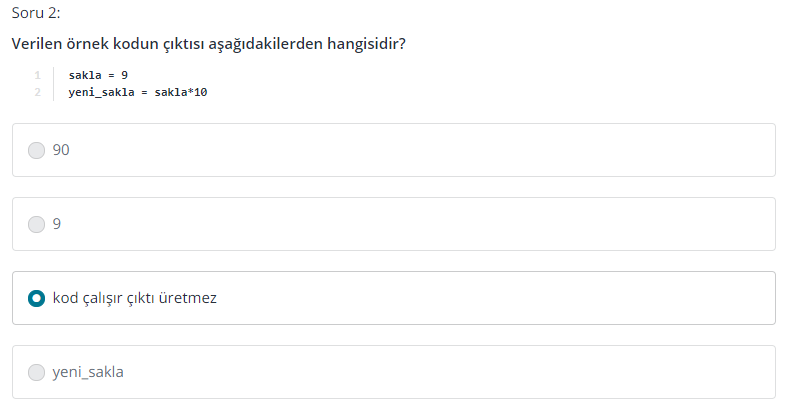 Soru 2:
Verilen örnek kodun çıktısı aşağıdakilerden hangisidir?
1 sakla = 9
2 yeni_sakla = sakla*10
90
9
kod çalışır çıktı üretmez
yeni_sakla